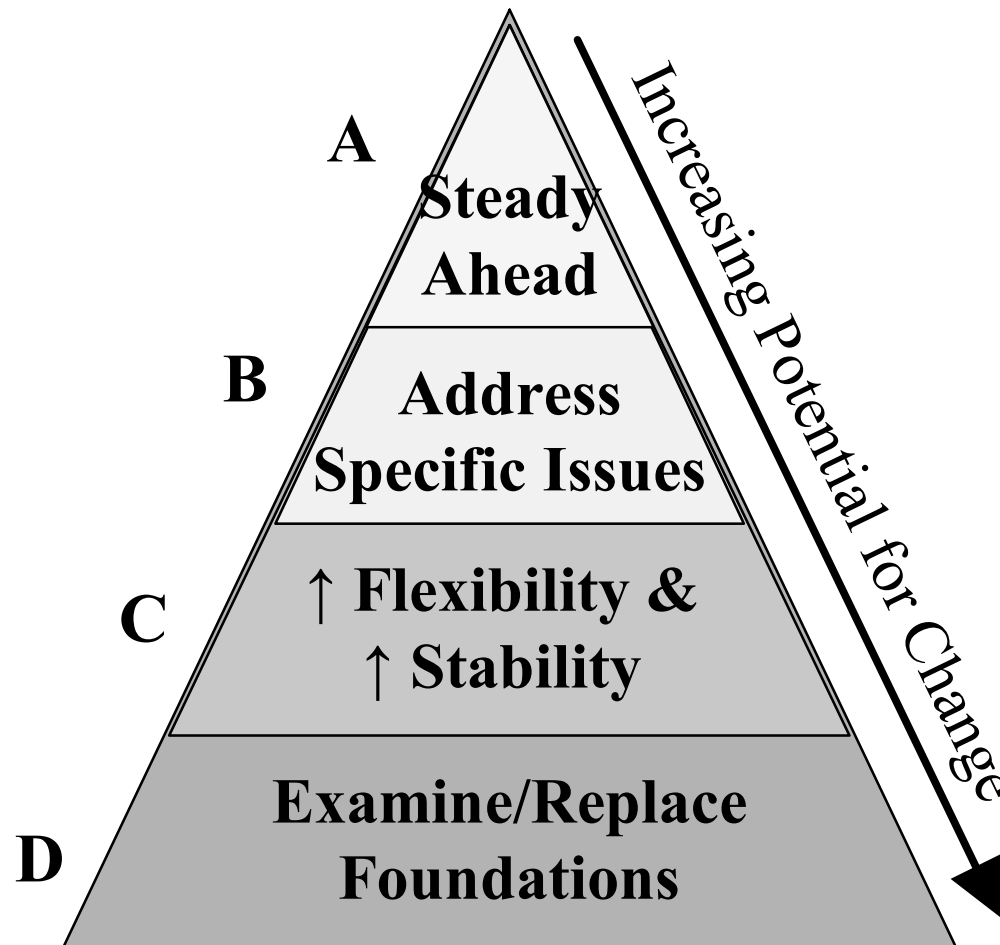 A
Steady
Ahead
B
Address
Specific Issues
C
↑ Flexibility &
↑ Stability
D
Examine/Replace
Foundations
Increasing Potential for Change